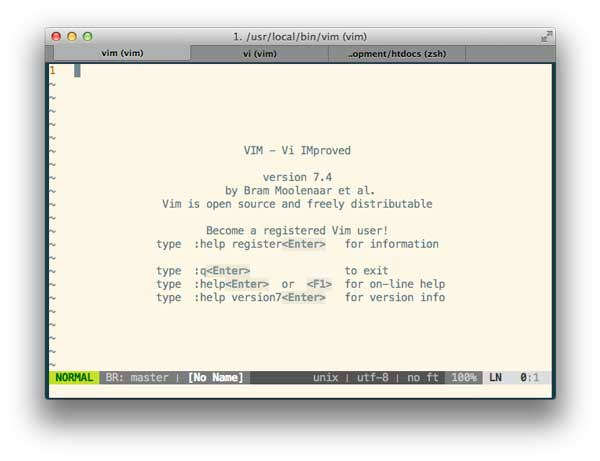 1. /usr/local/bin/vim (vim)
vim (vim) vi (vim) ..opment/htdocs (zsh)
1
~
~
~
~
~
~ VIM - Vi IMproved
~
~ version 7.4
~ by Bram Moolenaar et al.
~ Vim is open source and freely distributable
~
~ Become a registered Vim user!
~ type :help register<Enter> for information
~
~ type :q<Enter> to exit
~ type :help<Enter> or <F1> for on-line help
~ type :help version7<Enter> for version info
~
~
~
~
~
NORMAL BR: master | [No Name] unix | utf-8 | no ft 100% LN 0:1